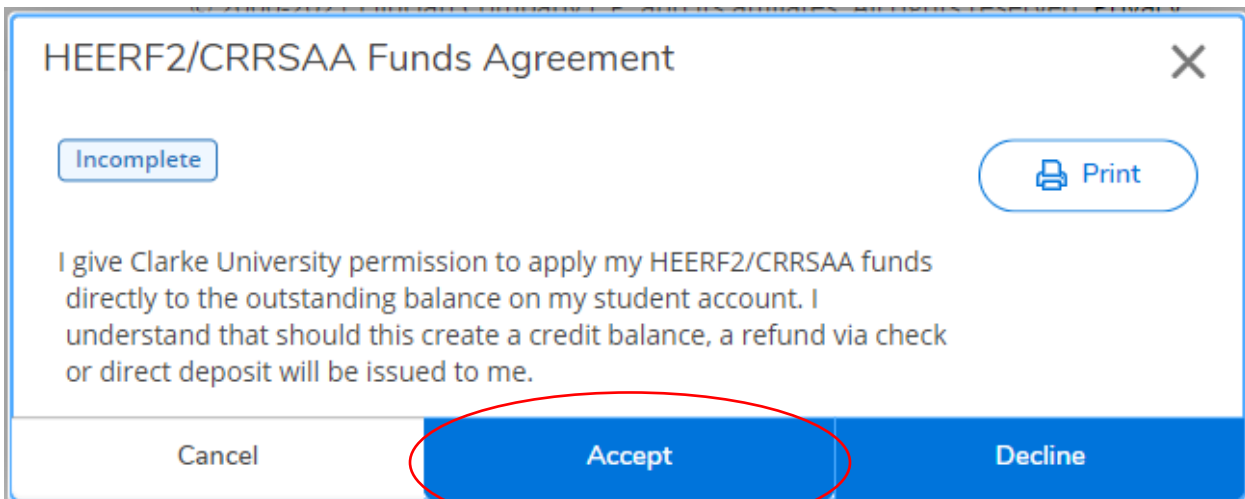 HEERF2/CRRSAA Funds Agreement
Incomplete
Print
I give Clarke University permission to apply my HEERF2/CRRSAA funds
directly to the outstanding balance on my student account. I
understand that should this create a credit balance, a refund via check
or direct deposit will be issued to me.
Cancel
Accept
Decline